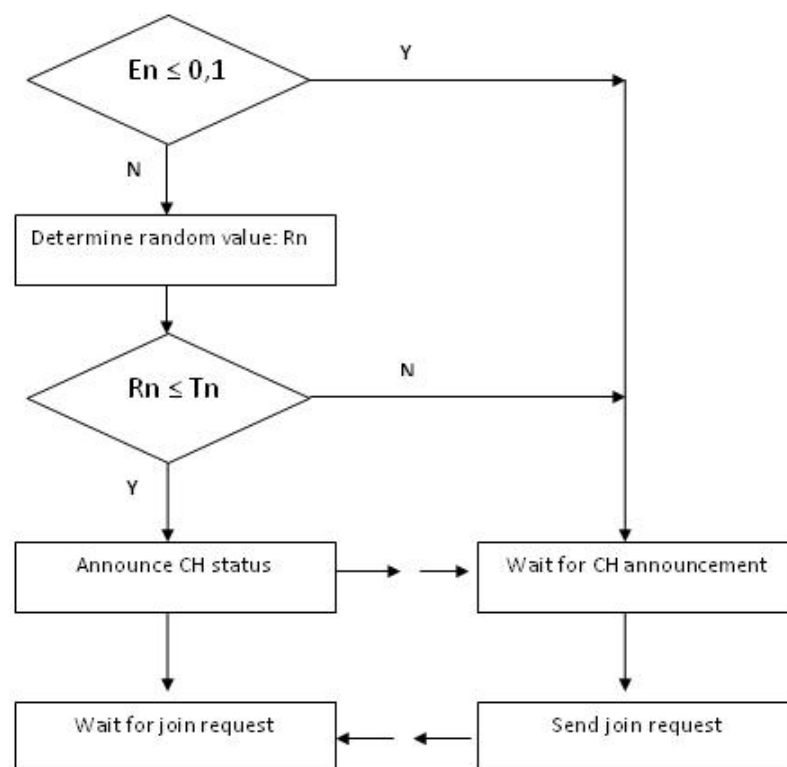 En ≤ 0,1
Y
N
Determine random value: Rn
Rn ≤ Tn
N
Y
Announce CH status
Wait for CH announcement
Wait for join request
Send join request